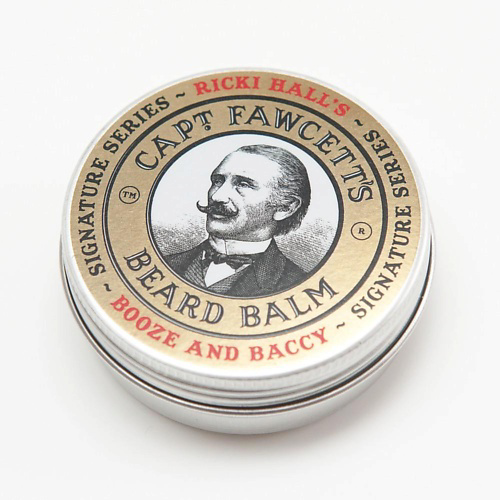 RICKI HALL'S ~ SIGNATURE SERIES ~ BOOZE AND BACCY ~ SIGNATURE SERIES ~
CAPT FAWCETT'S
TM
R
BEARD BALM